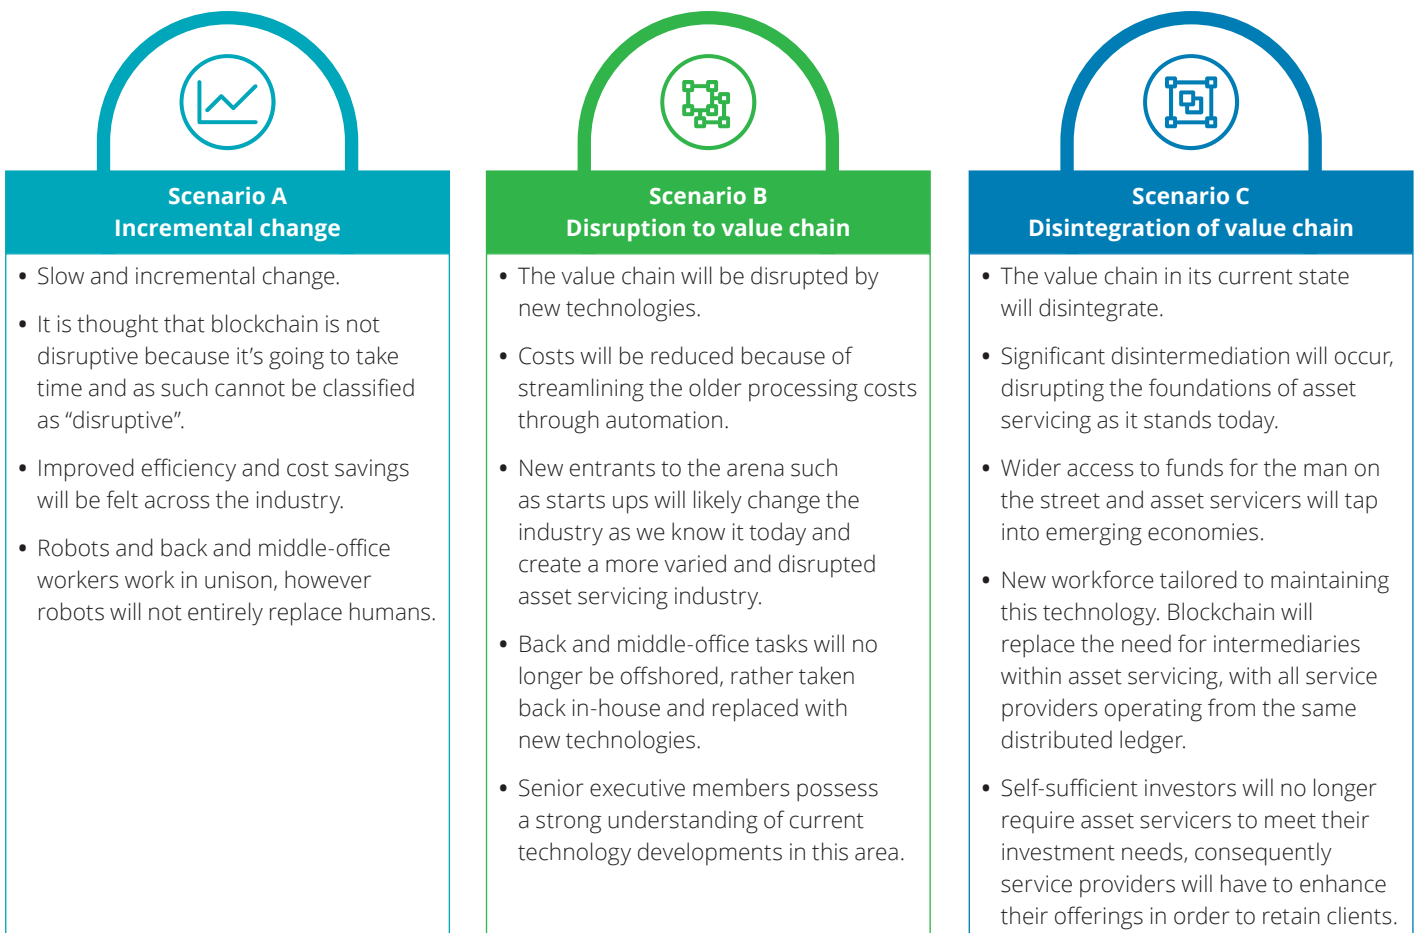 Scenario A
Incremental change
• Slow and incremental change.
• It is thought that blockchain is not
disruptive because it’s going to take
time and as such cannot be classified
as “disruptive”.
• Improved efficiency and cost savings
will be felt across the industry.
• Robots and back and middle-office
workers work in unison, however
robots will not entirely replace humans.
Scenario B
Disruption to value chain
• The value chain will be disrupted by
new technologies.
• Costs will be reduced because of
streamlining the older processing costs
through automation.
• New entrants to the arena such
as starts ups will likely change the
industry as we know it today and
create a more varied and disrupted
asset servicing industry.
• Back and middle-office tasks will no
longer be offshored, rather taken
back in-house and replaced with
new technologies.
• Senior executive members possess
a strong understanding of current
technology developments in this area.
Scenario C
Disintegration of value chain
• The value chain in its current state
will disintegrate.
• Significant disintermediation will occur,
disrupting the foundations of asset
servicing as it stands today.
• Wider access to funds for the man on
the street and asset servicers will tap
into emerging economies.
• New workforce tailored to maintaining
this technology. Blockchain will
replace the need for intermediaries
within asset servicing, with all service
providers operating from the same
distributed ledger.
• Self-sufficient investors will no longer
require asset servicers to meet their
investment needs, consequently
service providers will have to enhance
their offerings in order to retain clients.